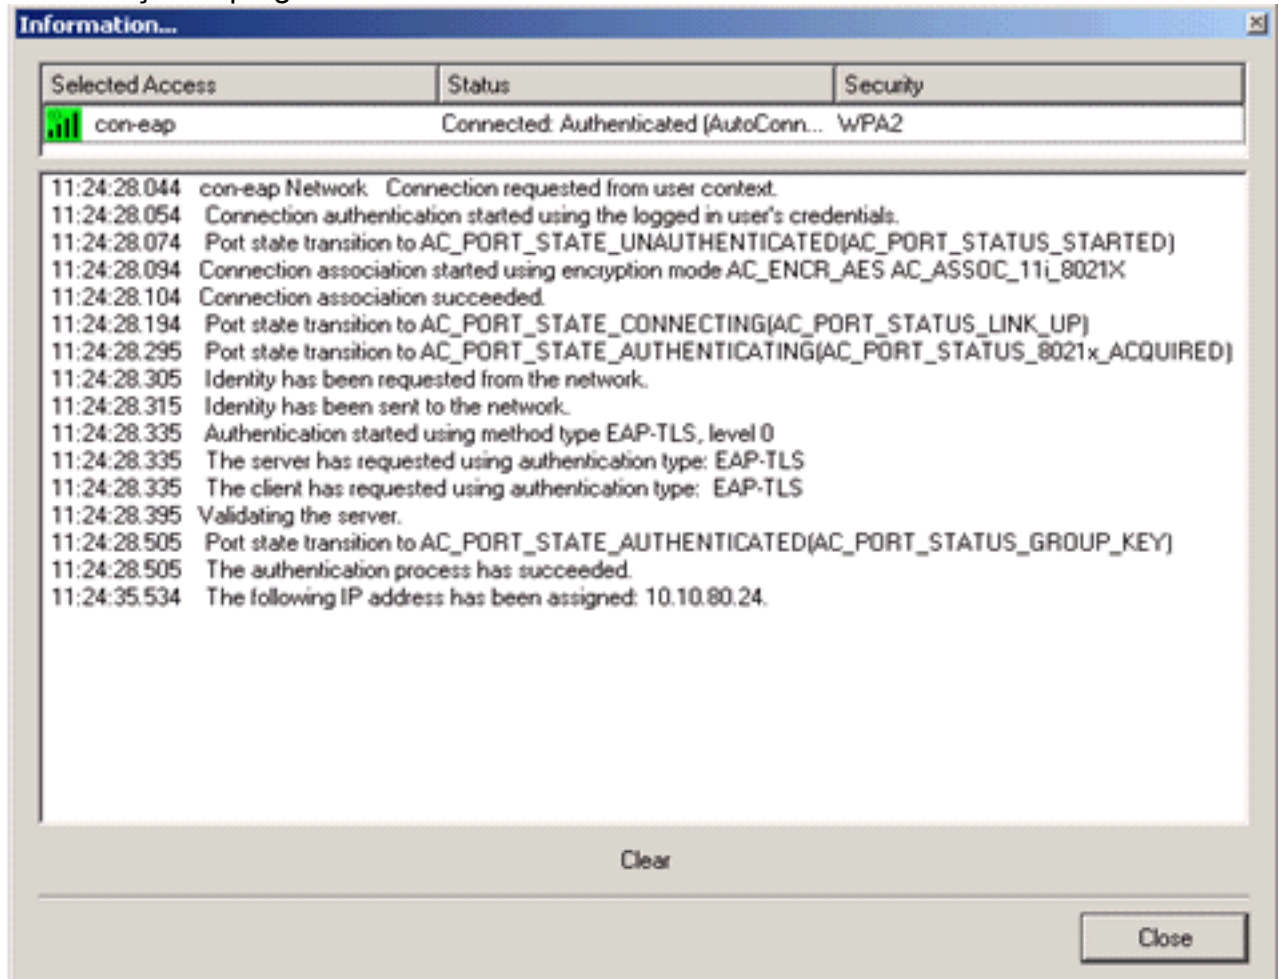 Information...
Selected Access Status Security
con-eap Connected: Authenticated (AutoConn... WPA2
11:24:28.044 con-eap Network Connection requested from user context.
11:24:28.054 Connection authentication started using the logged in user's credentials.
11:24:28.074 Port state transition to AC_PORT_STATE_UNAUTHENTICATED(AC_PORT_STATUS_STARTED)
11:24:28.094 Connection association started using encryption mode AC_ENCR_AES AC_ASSOC_11i_8021X
11:24:28.104 Connection association succeeded.
11:24:28.194 Port state transition to AC_PORT_STATE_CONNECTING(AC_PORT_STATUS_LINK_UP)
11:24:28.295 Port state transition to AC_PORT_STATE_AUTHENTICATING(AC_PORT_STATUS_8021x_ACQUIRED)
11:24:28.305 Identity has been requested from the network.
11:24:28.315 Identity has been sent to the network.
11:24:28.335 Authentication started using method type EAP-TLS, level 0
11:24:28.335 The server has requested using authentication type: EAP-TLS
11:24:28.335 The client has requested using authentication type: EAP-TLS
11:24:28.395 Validating the server.
11:24:28.505 Port state transition to AC_PORT_STATE_AUTHENTICATED(AC_PORT_STATUS_GROUP_KEY)
11:24:28.505 The authentication process has succeeded.
11:24:35.534 The following IP address has been assigned: 10.10.80.24.
Clear
Close